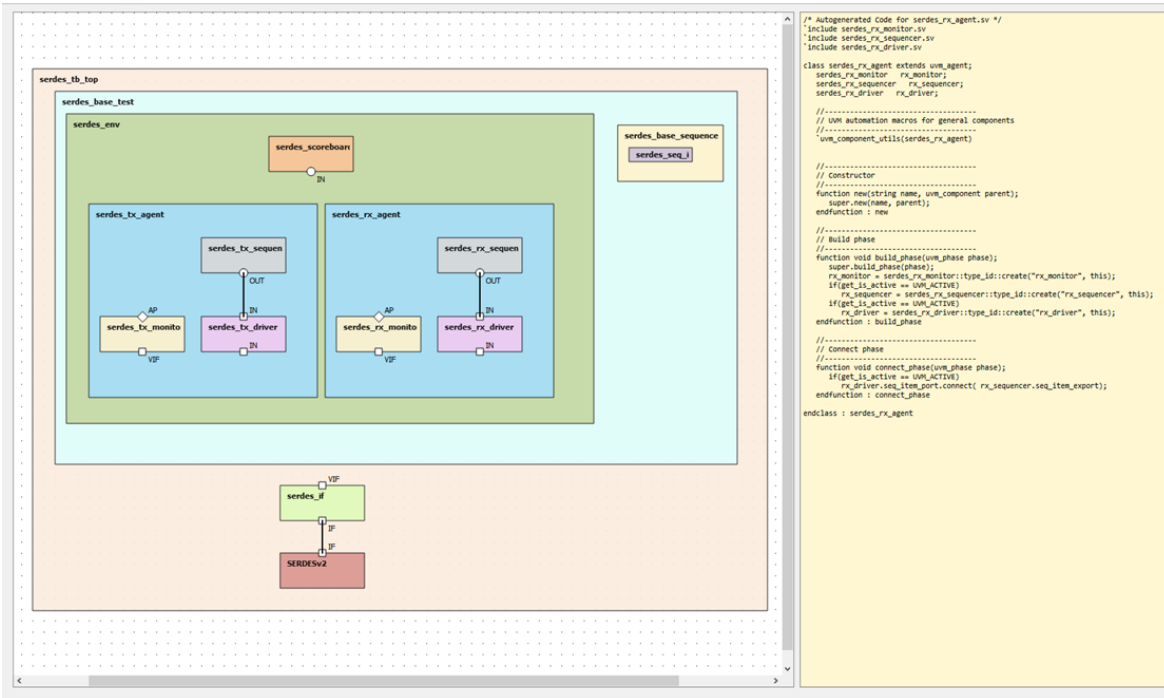 serdes_tb_top
serdes_base_test
serdes_env
serdes_scoreboar
IN
serdes_base_sequence
serdes_seq_i
serdes_tx_agent
serdes_tx_sequen
OUT
AP
IN
serdes_tx_monito
serdes_tx_driver
VIF
IN
serdes_rx_agent
serdes_rx_sequen
OUT
AP
IN
serdes_rx_monito
serdes_rx_driver
VIF
IN
VIF
serdes_if
IF
IF
SERDESv2
/* Autogenerated Code for serdes_rx_agent.sv */
`include serdes_rx_monitor.sv
`include serdes_rx_sequencer.sv
`include serdes_rx_driver.sv
class serdes_rx_agent extends uvm_agent;
serdes_rx_monitor rx_monitor;
serdes_rx_sequencer rx_sequencer;
serdes_rx_driver rx_driver;
//-----------------------------------
// UVM automation macros for general components
//-----------------------------------
`uvm_component_utils(serdes_rx_agent)
//-----------------------------------
// Constructor
//-----------------------------------
function new(string name, uvm_component parent);
super.new(name, parent);
endfunction : new
//-----------------------------------
// Build phase
//-----------------------------------
function void build_phase(uvm_phase phase);
super.build_phase(phase);
rx_monitor = serdes_rx_monitor::type_id::create("rx_monitor", this);
if(get_is_active == UVM_ACTIVE)
rx_sequencer = serdes_rx_sequencer::type_id::create("rx_sequencer", this);
if(get_is_active == UVM_ACTIVE)
rx_driver = serdes_rx_driver::type_id::create("rx_driver", this);
endfunction : build_phase
//-----------------------------------
// Connect phase
//-----------------------------------
function void connect_phase(uvm_phase phase);
if(get_is_active == UVM_ACTIVE)
rx_driver.seq_item_port.connect( rx_sequencer.seq_item_export);
endfunction : connect_phase
endclass : serdes_rx_agent